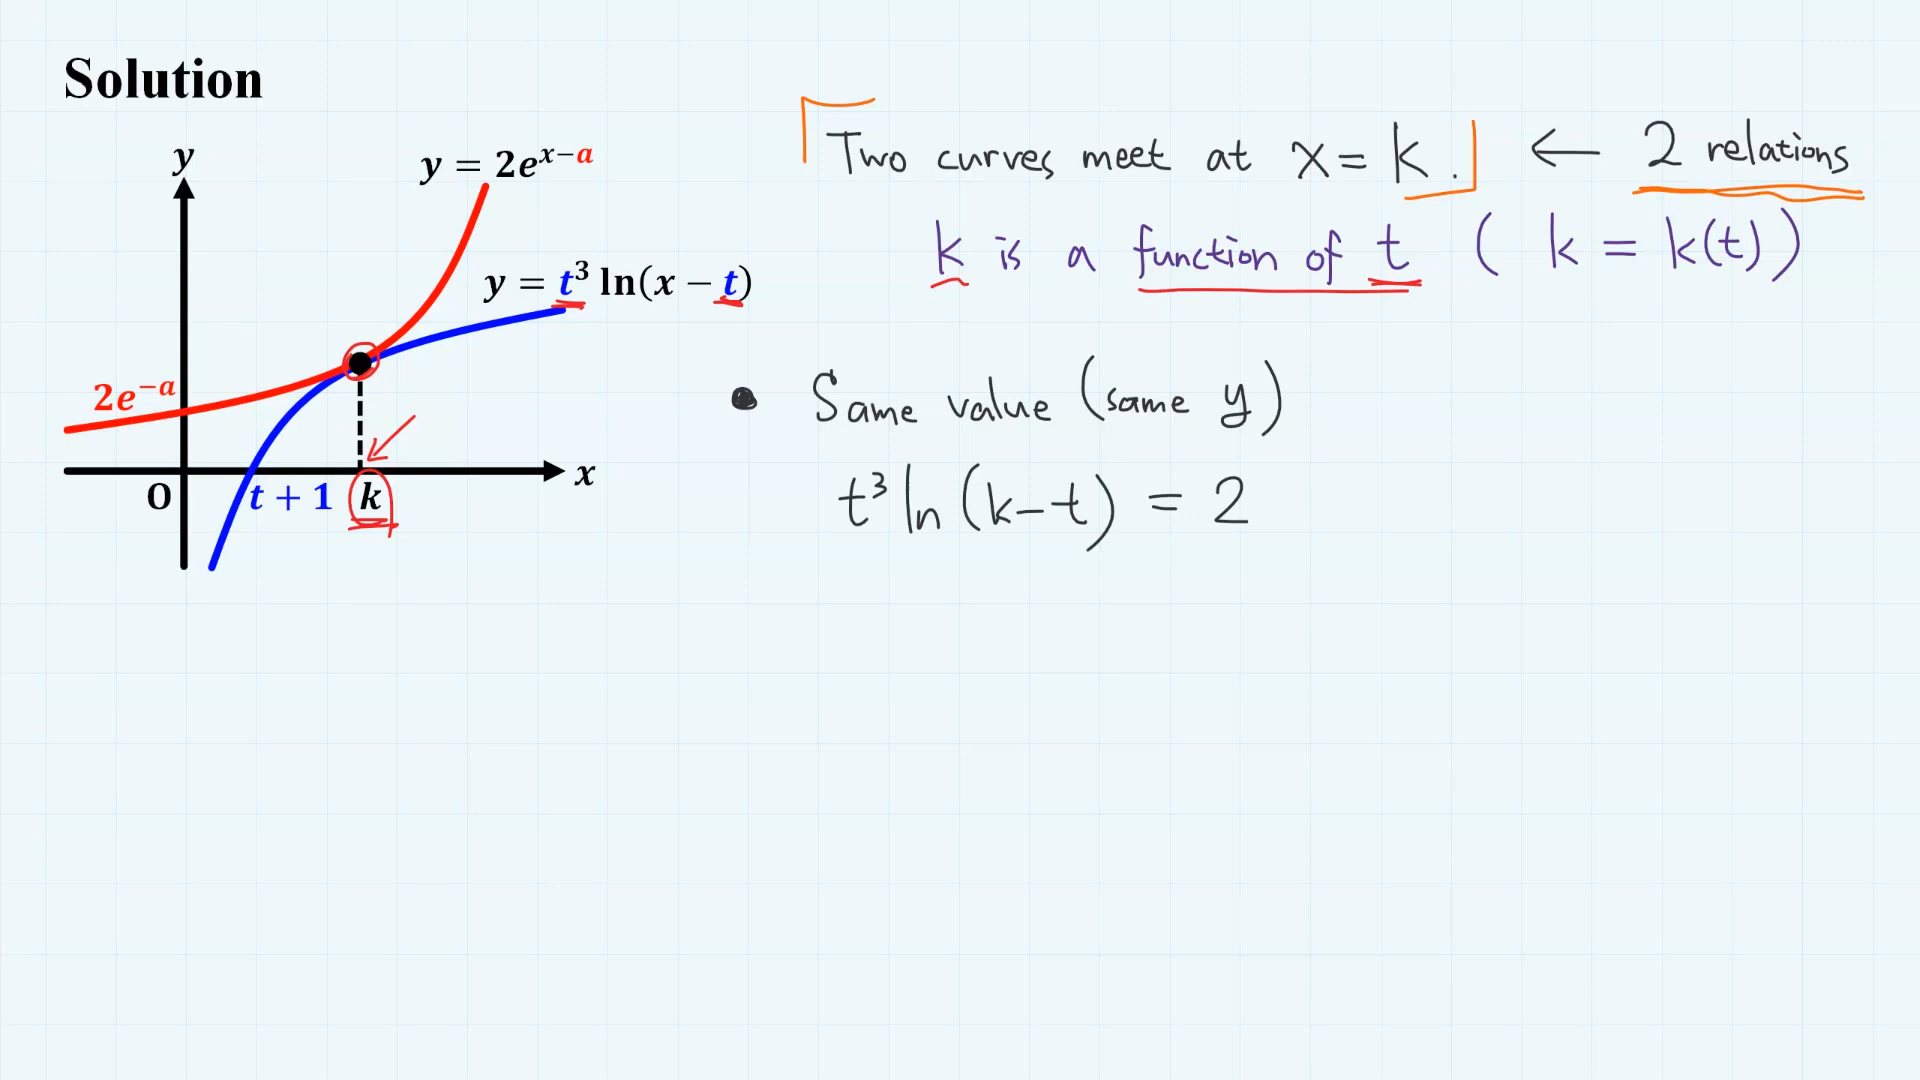 Solution
Two curves meet at x = k. ← 2 relations
k is a function of t ( k = k(t) )
y
y = 2e^{x−a}
y = t³ ln(x − t)
2e^{−a}
x
O
t + 1
k
• Same value (same y)
t³ ln (k−t) = 2